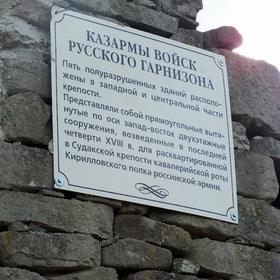 КАЗАРМЫ ВОЙСК
РУССКОГО ГАРНИЗОНА
Пять полуразрушенных зданий располо-
жены в западной и центральной части
крепости.
Представляли собой прямоугольные вытя-
нутые по оси запад-восток двухэтажные
сооружения, возведенные в последней
четверти XVIII в. для расквартированной
в Судакской крепости кавалерийской роты
Кирилловского полка российской армии.